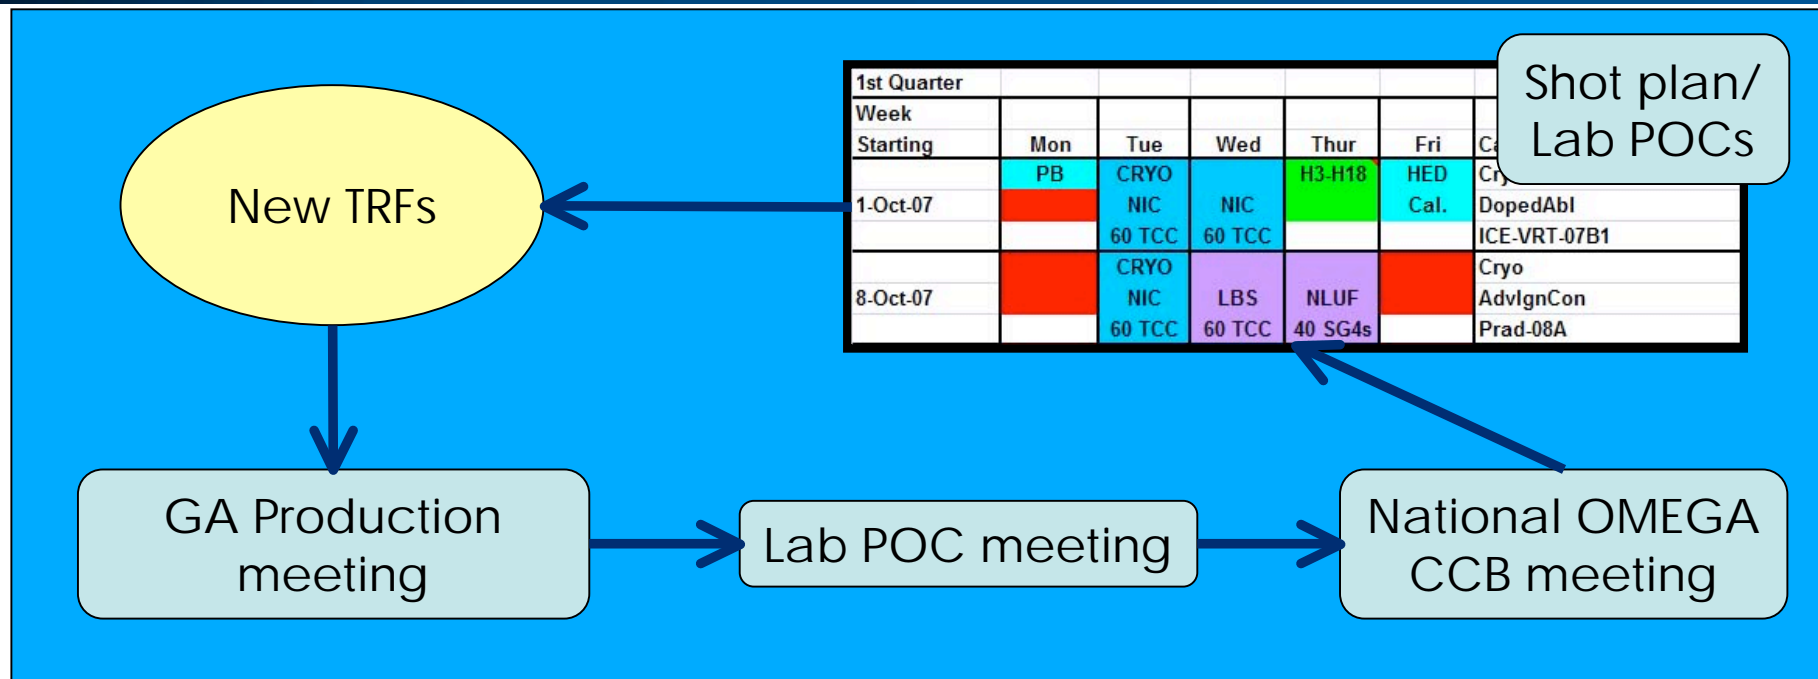 1st Quarter
Week
Starting Mon Tue Wed Thur Fri
PB CRYO H3-H18 HED
1-Oct-07 NIC NIC Cal. DopedAbl
60 TCC 60 TCC ICE-VRT-07B1
CRYO Cryo
8-Oct-07 NIC LBS NLUF AdvIgnCon
60 TCC 60 TCC 40 SG4s Prad-08A
Shot plan/
Lab POCs
New TRFs
GA Production
meeting
Lab POC meeting
National OMEGA
CCB meeting